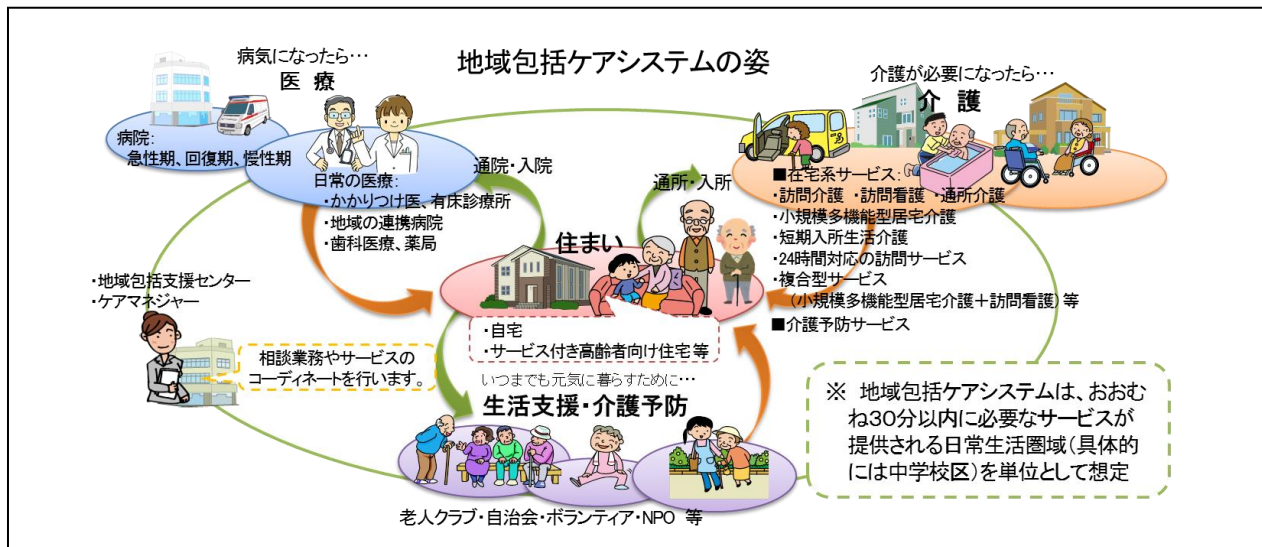 地域包括ケアシステムの姿
病気になったら…
医 療
病院:
急性期、回復期、慢性期
日常の医療:
・かかりつけ医、有床診療所
・地域の連携病院
・歯科医療、薬局
通院・入院
通所・入所
介護が必要になったら…
介 護
■在宅系サービス:
・訪問介護 ・訪問看護 ・通所介護
・小規模多機能型居宅介護
・短期入所生活介護
・24時間対応の訪問サービス
・複合型サービス
(小規模多機能型居宅介護+訪問看護)等
■介護予防サービス
住まい
・自宅
・サービス付き高齢者向け住宅等
・地域包括支援センター
・ケアマネジャー
相談業務やサービスの
コーディネートを行います。
いつまでも元気に暮らすために…
生活支援・介護予防
老人クラブ・自治会・ボランティア・NPO 等
※ 地域包括ケアシステムは、おおむ
ね30分以内に必要なサービスが
提供される日常生活圏域(具体的
には中学校区)を単位として想定